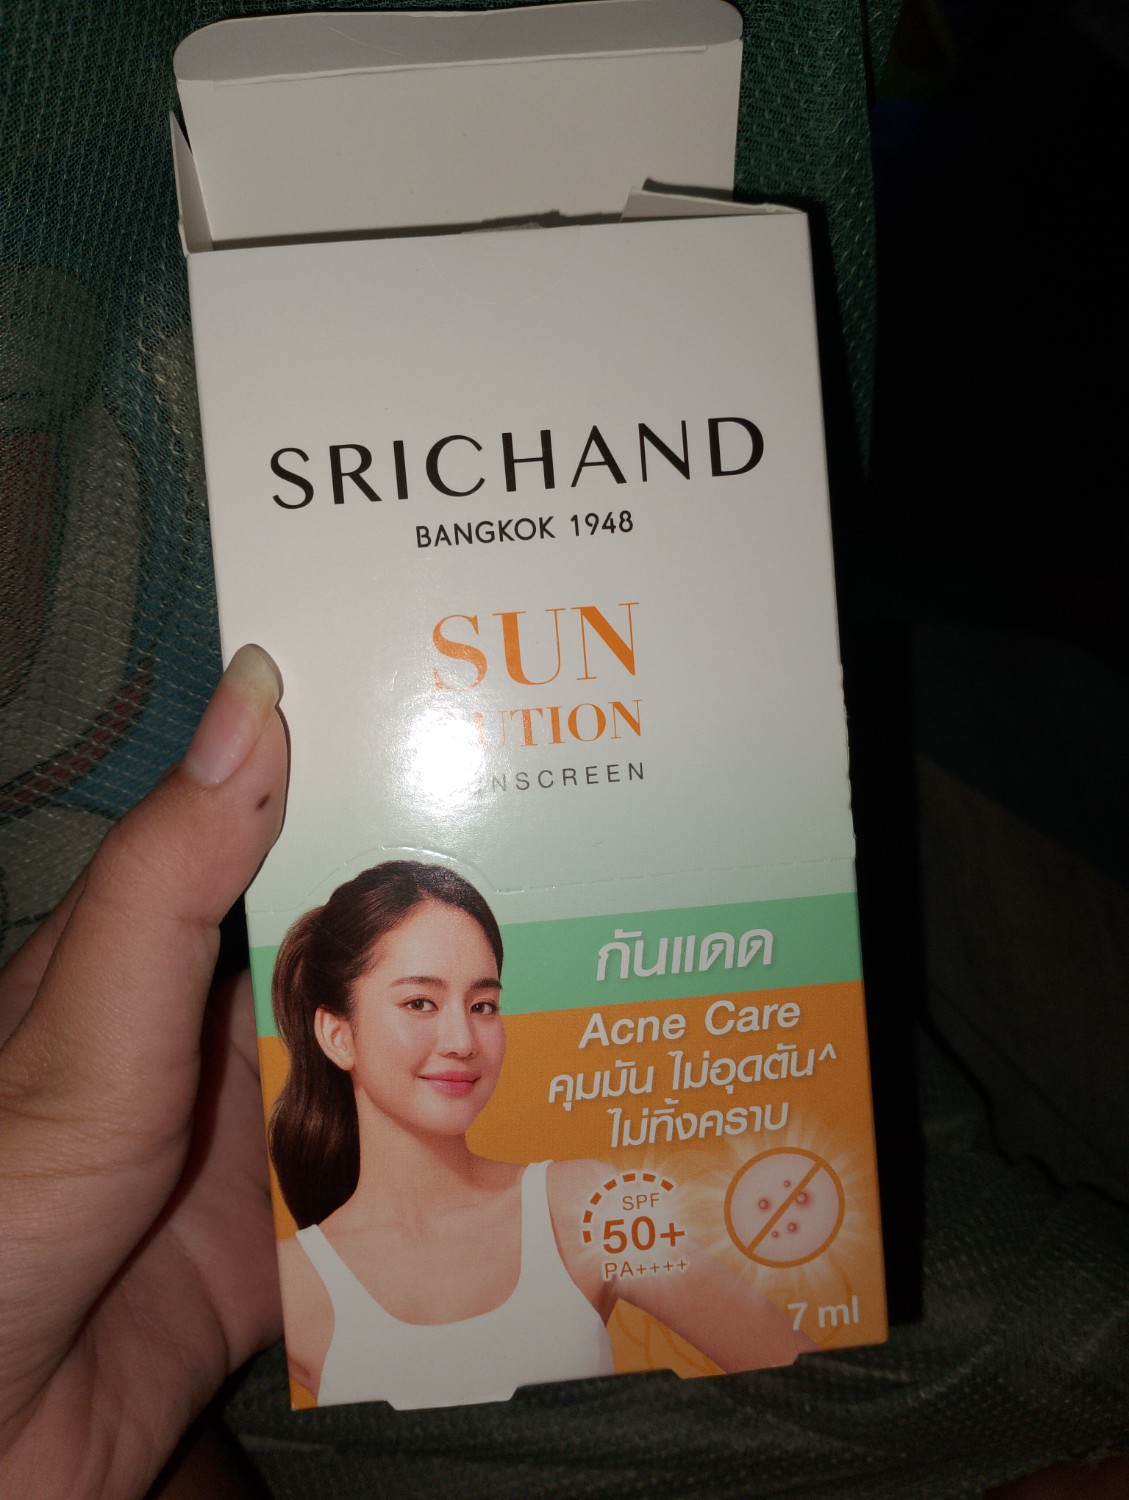 SRICHAND
BANGKOK 1948
SUN
กันแดด
Acne Care
คุมมัน ไม่อุดตัน^
ไม่ทิ้งคราบ
SPF
50+
PA++++
7 ml